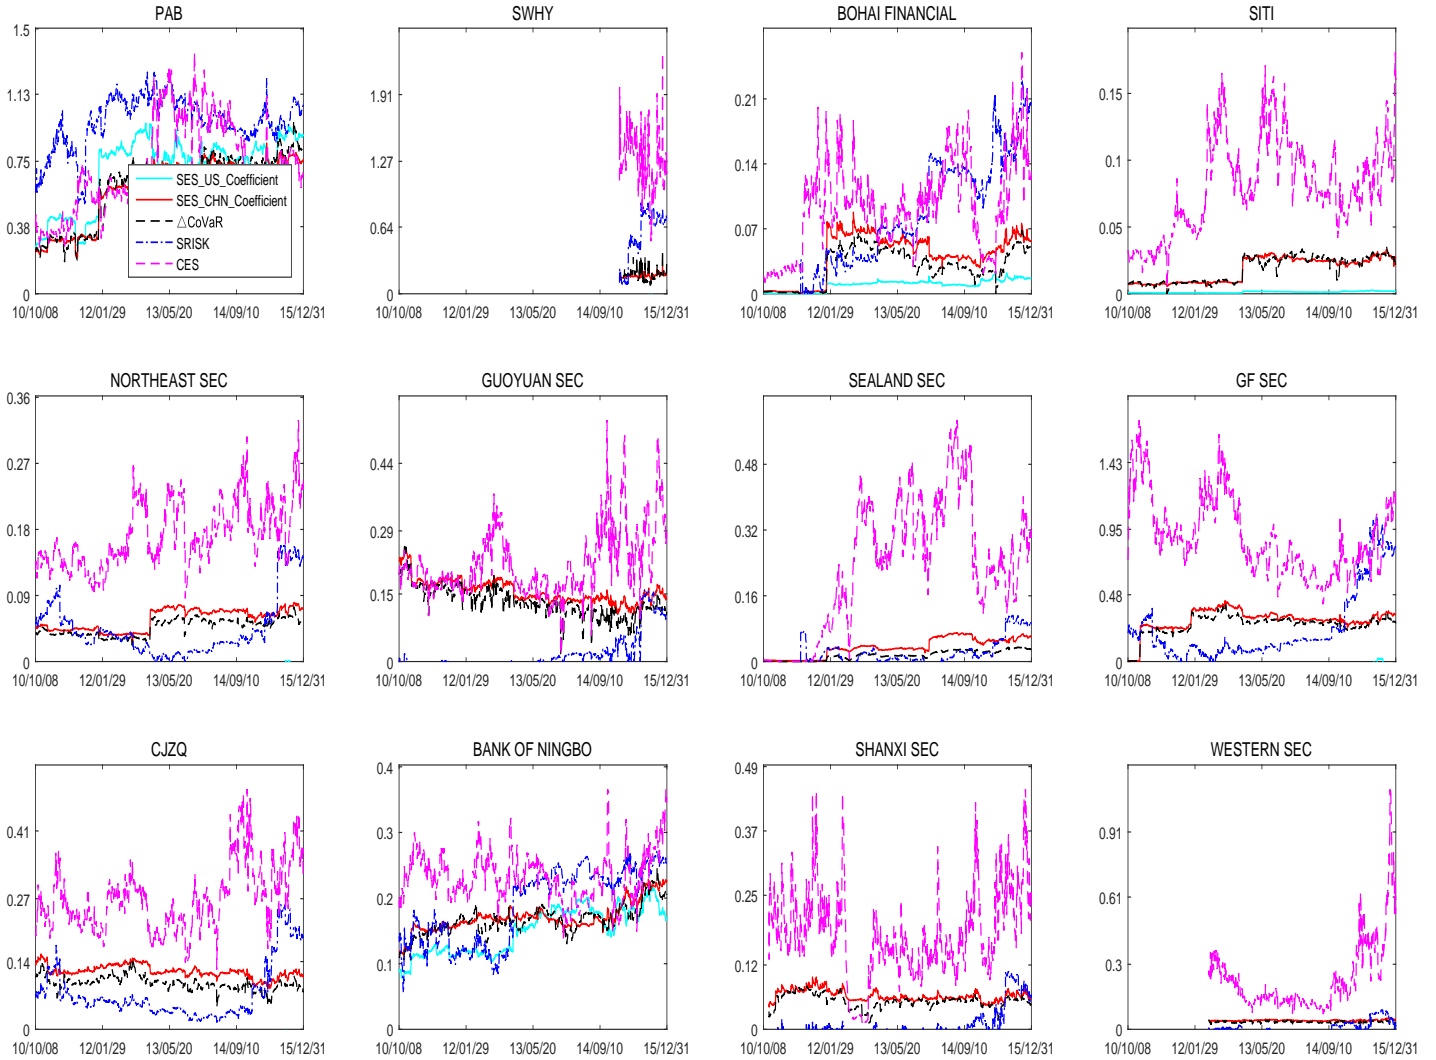 PAB
SWHY
BOHAI FINANCIAL
SITI
1.5
1.13
0.75
0.38
0
SES_US_Coefficient
SES_CHN_Coefficient
△CoVaR
SRISK
CES
10/10/08 12/01/29 13/05/20 14/09/10 15/12/31
1.91
1.27
0.64
0
10/10/08 12/01/29 13/05/20 14/09/10 15/12/31
0.21
0.14
0.07
0
10/10/08 12/01/29 13/05/20 14/09/10 15/12/31
0.15
0.1
0.05
0
10/10/08 12/01/29 13/05/20 14/09/10 15/12/31
NORTHEAST SEC
GUOYUAN SEC
SEALAND SEC
GF SEC
0.36
0.27
0.18
0.09
0
10/10/08 12/01/29 13/05/20 14/09/10 15/12/31
0.44
0.29
0.15
0
10/10/08 12/01/29 13/05/20 14/09/10 15/12/31
0.48
0.32
0.16
0
10/10/08 12/01/29 13/05/20 14/09/10 15/12/31
1.43
0.95
0.48
0
10/10/08 12/01/29 13/05/20 14/09/10 15/12/31
CJZQ
BANK OF NINGBO
SHANXI SEC
WESTERN SEC
0.41
0.27
0.14
0
10/10/08 12/01/29 13/05/20 14/09/10 15/12/31
0.4
0.3
0.2
0.1
0
10/10/08 12/01/29 13/05/20 14/09/10 15/12/31
0.49
0.37
0.25
0.12
0
10/10/08 12/01/29 13/05/20 14/09/10 15/12/31
0.91
0.61
0.3
0
10/10/08 12/01/29 13/05/20 14/09/10 15/12/31